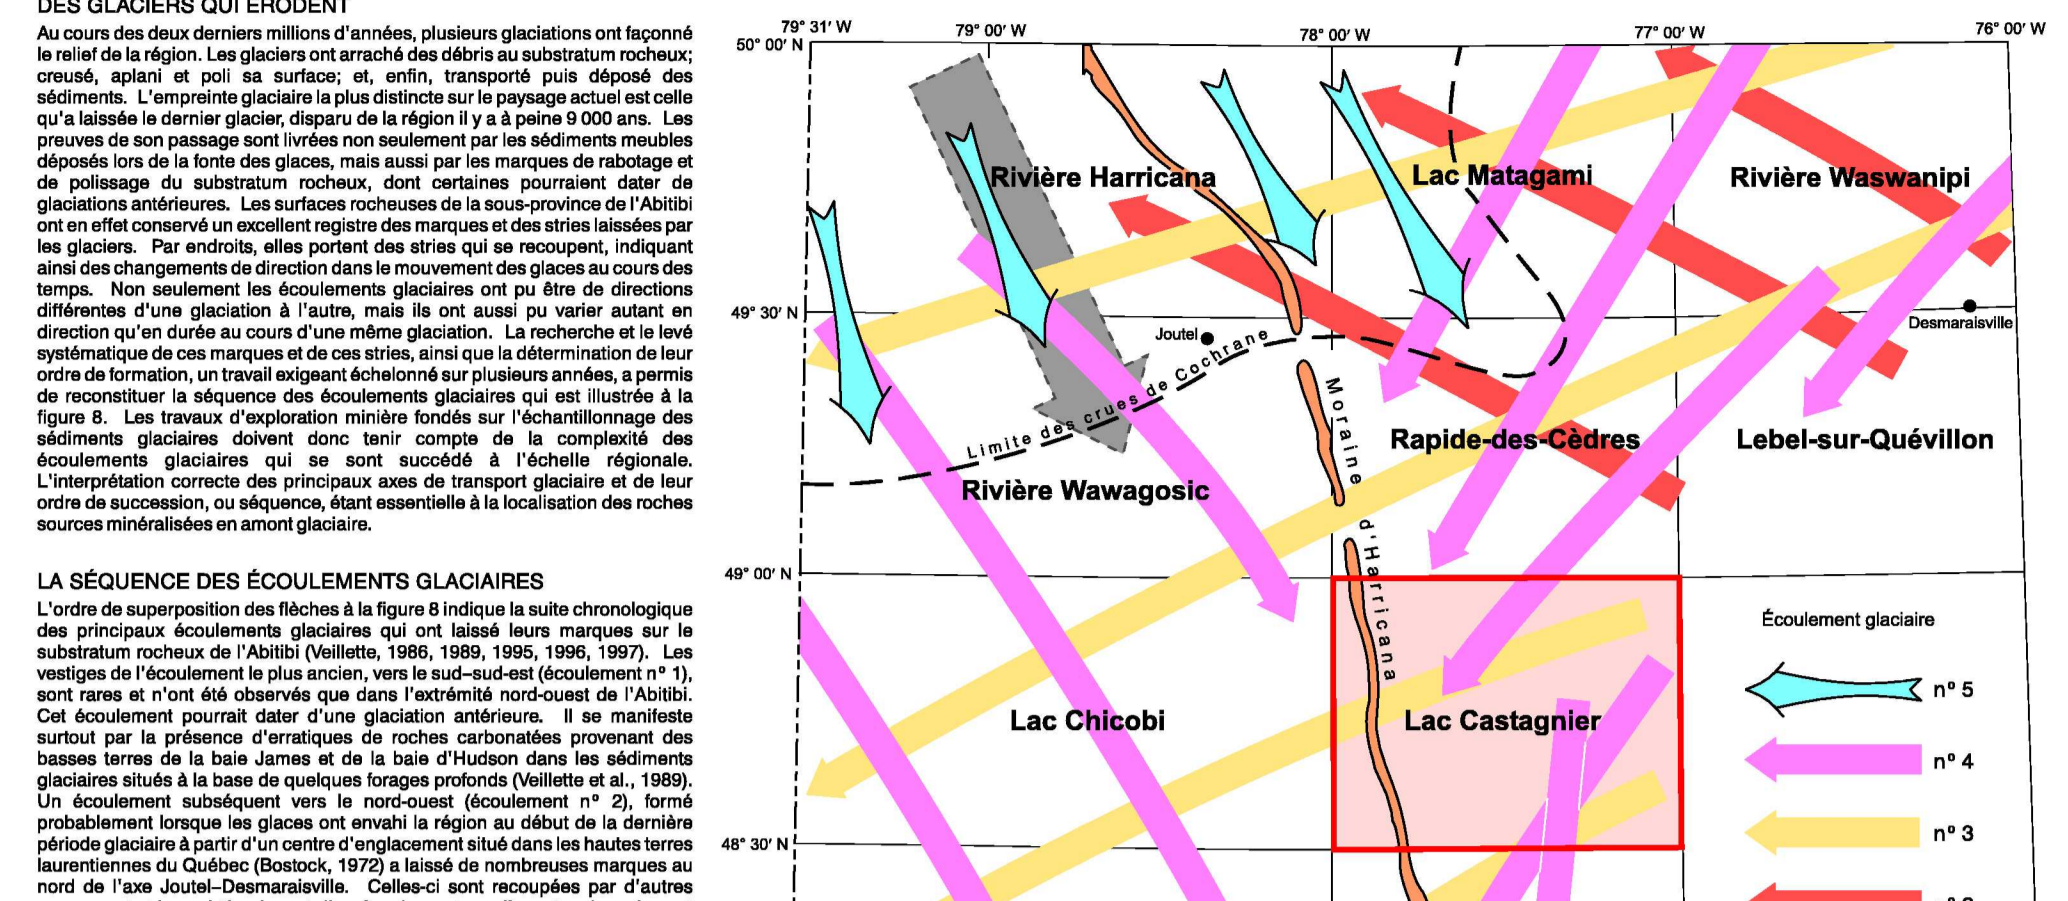 DES GLACIERS QUI ÉRODENT
Au cours des deux derniers millions d'années, plusieurs glaciations ont façonné
le relief de la région. Les glaciers ont arraché des débris au substratum rocheux;
creusé, aplani et poli sa surface; et, enfin, transporté puis déposé des
sédiments. L'empreinte glaciaire la plus distincte sur le paysage actuel est celle
qu'a laissée le dernier glacier, disparu de la région il y a à peine 9 000 ans. Les
preuves de son passage sont livrées non seulement par les sédiments meubles
déposés lors de la fonte des glaces, mais aussi par les marques de rabotage et
de polissage du substratum rocheux, dont certaines pourraient dater de
glaciations antérieures. Les surfaces rocheuses de la sous-province de l'Abitibi
ont en effet conservé un excellent registre des marques et des stries laissées par
les glaciers. Par endroits, elles portent des stries qui se recoupent, indiquant
ainsi des changements de direction dans le mouvement des glaces au cours des
temps. Non seulement les écoulements glaciaires ont pu être de directions
différentes d'une glaciation à l'autre, mais ils ont aussi pu varier autant en
direction qu'en durée au cours d'une même glaciation. La recherche et le levé
systématique de ces marques et de ces stries, ainsi que la détermination de leur
ordre de formation, un travail exigeant échelonné sur plusieurs années, a permis
de reconstituer la séquence des écoulements glaciaires qui est illustrée à la
figure 8. Les travaux d'exploration minière fondés sur l'échantillonnage des
sédiments glaciaires doivent donc tenir compte de la complexité des
écoulements glaciaires qui se sont succédé à l'échelle régionale.
L'interprétation correcte des principaux axes de transport glaciaire et de leur
ordre de succession, ou séquence, étant essentielle à la localisation des roches
sources minéralisées en amont glaciaire.
LA SÉQUENCE DES ÉCOULEMENTS GLACIAIRES
L'ordre de superposition des flèches à la figure 8 indique la suite chronologique
des principaux écoulements glaciaires qui ont laissé leurs marques sur le
substratum rocheux de l'Abitibi (Veillette, 1986, 1989, 1995, 1996, 1997). Les
vestiges de l'écoulement le plus ancien, vers le sud–sud-est (écoulement nº 1),
sont rares et n'ont été observés que dans l'extrémité nord-ouest de l'Abitibi.
Cet écoulement pourrait dater d'une glaciation antérieure. Il se manifeste
surtout par la présence d'erratiques de roches carbonatées provenant des
basses terres de la baie James et de la baie d'Hudson dans les sédiments
glaciaires situés à la base de quelques forages profonds (Veillette et al., 1989).
Un écoulement subséquent vers le nord-ouest (écoulement nº 2), formé
probablement lorsque les glaces ont envahi la région au début de la dernière
période glaciaire à partir d'un centre d'englacement situé dans les hautes terres
laurentiennes du Québec (Bostock, 1972) a laissé de nombreuses marques au
nord de l'axe Joutel–Desmaraisville. Celles-ci sont recoupées par d'autres
79° 31' W
79° 00' W
78° 00' W
77° 00' W
76° 00' W
50° 00' N
Rivière Harricana
Lac Matagami
Rivière Waswanipi
49° 30' N
Joutel
Desmaraisville
Limite des crues de Cochrane
Moraine d'Harricana
Rapide-des-Cèdres
Lebel-sur-Quévillon
Rivière Wawagosic
49° 00' N
Écoulement glaciaire
nº 5
Lac Chicobi
Lac Castagnier
nº 4
nº 3
48° 30' N